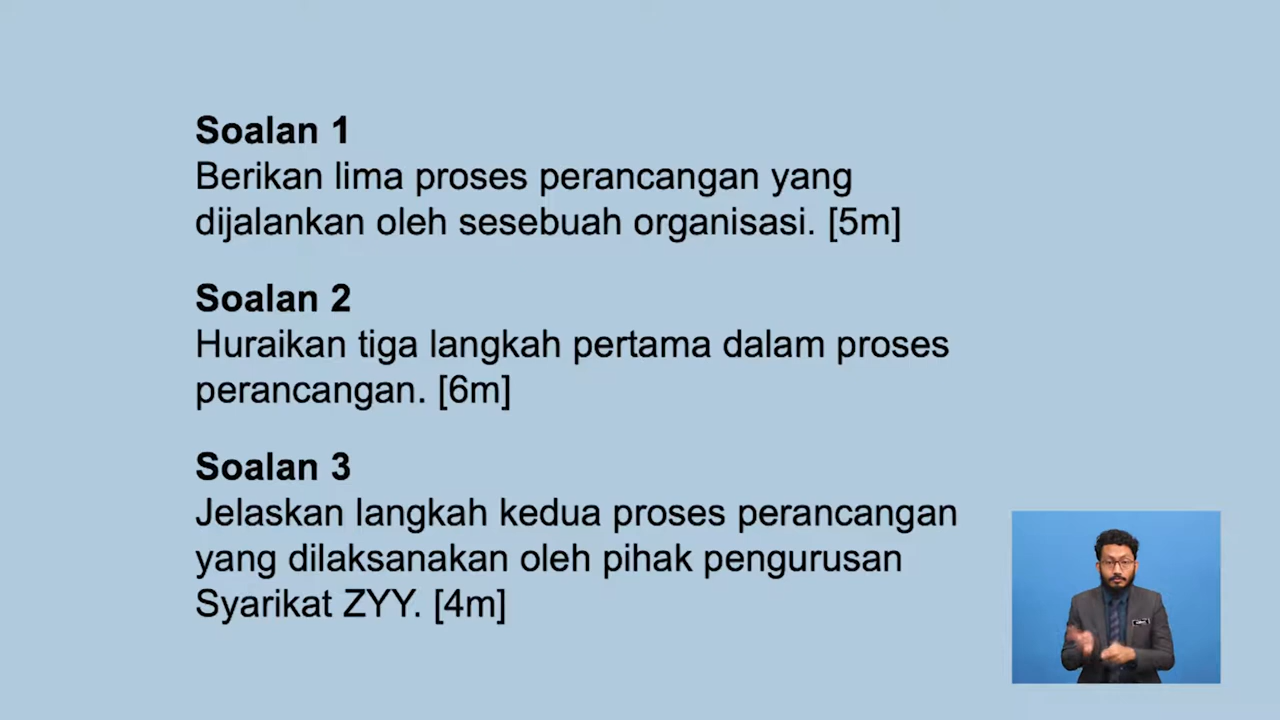 Soalan 1
Berikan lima proses perancangan yang
dijalankan oleh sesebuah organisasi. [5m]
Soalan 2
Huraikan tiga langkah pertama dalam proses
perancangan. [6m]
Soalan 3
Jelaskan langkah kedua proses perancangan
yang dilaksanakan oleh pihak pengurusan
Syarikat ZYY. [4m]